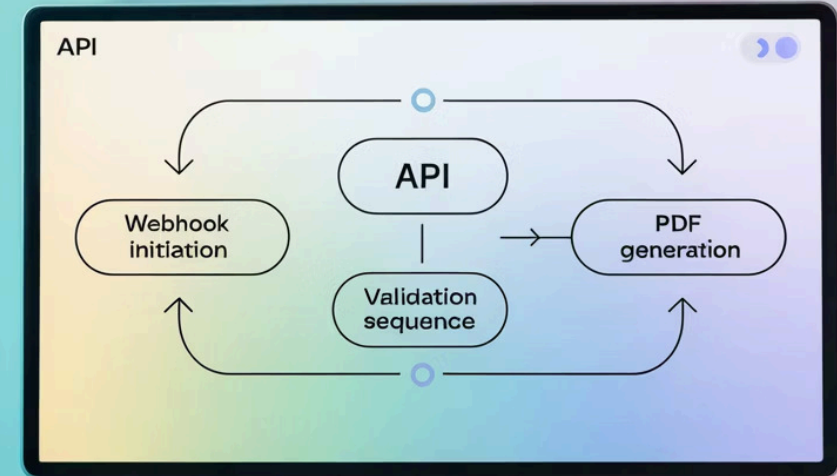 API
API
Webhook
initiation
PDF
generation
Validation
sequence